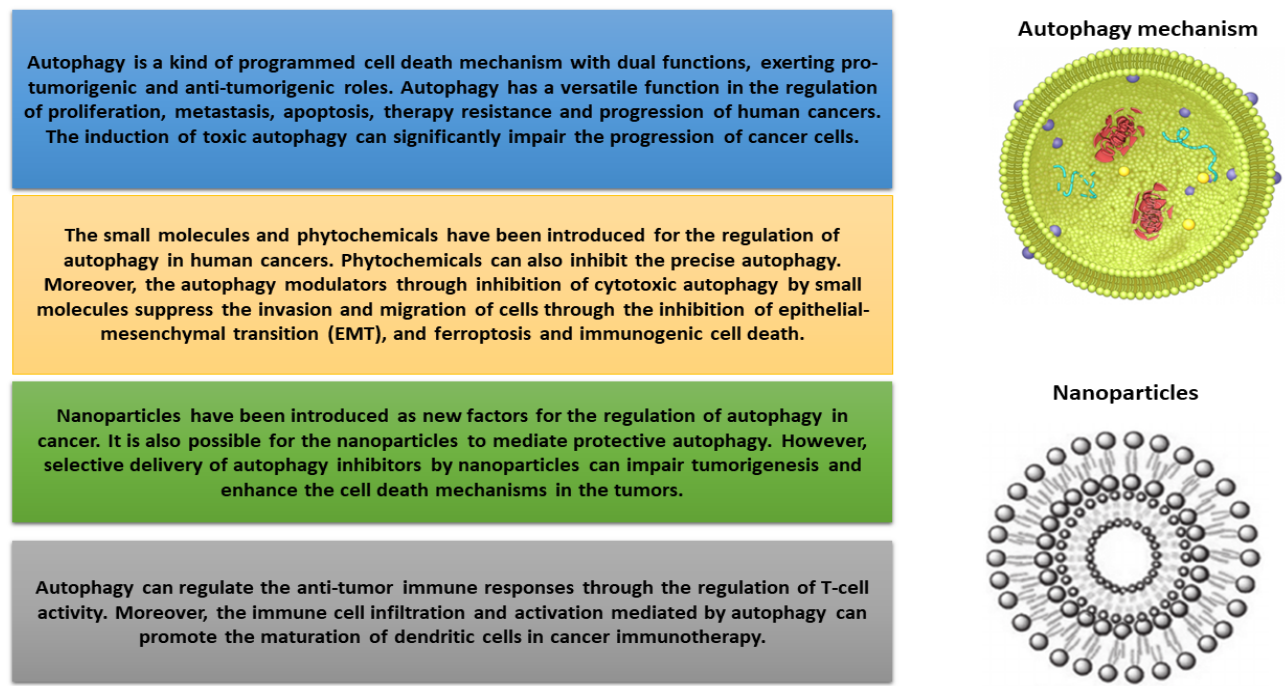 Autophagy is a kind of programmed cell death mechanism with dual functions, exerting pro-
tumorigenic and anti-tumorigenic roles. Autophagy has a versatile function in the regulation
of proliferation, metastasis, apoptosis, therapy resistance and progression of human cancers.
The induction of toxic autophagy can significantly impair the progression of cancer cells.
The small molecules and phytochemicals have been introduced for the regulation of
autophagy in human cancers. Phytochemicals can also inhibit the precise autophagy.
Moreover, the autophagy modulators through inhibition of cytotoxic autophagy by small
molecules suppress the invasion and migration of cells through the inhibition of epithelial-
mesenchymal transition (EMT), and ferroptosis and immunogenic cell death.
Nanoparticles have been introduced as new factors for the regulation of autophagy in
cancer. It is also possible for the nanoparticles to mediate protective autophagy. However,
selective delivery of autophagy inhibitors by nanoparticles can impair tumorigenesis and
enhance the cell death mechanisms in the tumors.
Autophagy can regulate the anti-tumor immune responses through the regulation of T-cell
activity. Moreover, the immune cell infiltration and activation mediated by autophagy can
promote the maturation of dendritic cells in cancer immunotherapy.
Autophagy mechanism
Nanoparticles